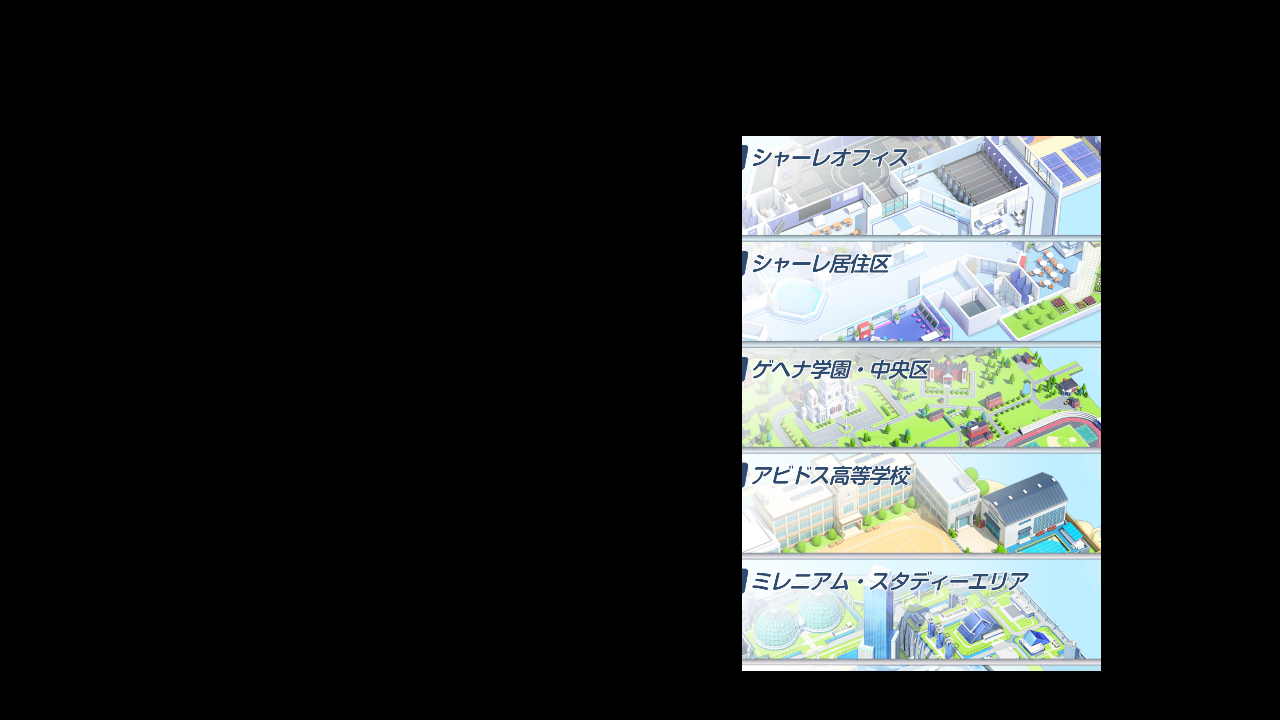 シャーレオフィス
シャーレ居住区
ゲヘナ学園・中央区
アビドス高等学校
ミレニアム・スタディーエリア